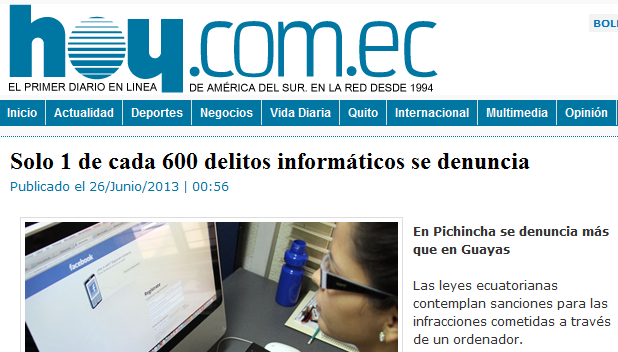 hoy.com.ec
EL PRIMER DIARIO EN LINEA DE AMÉRICA DEL SUR. EN LA RED DESDE 1994
BOL
Inicio Actualidad Deportes Negocios Vida Diaria Quito Internacional Multimedia Opinión
Solo 1 de cada 600 delitos informáticos se denuncia
Publicado el 26/Junio/2013 | 00:56
facebook
En Pichincha se denuncia más
que en Guayas
Las leyes ecuatorianas
contemplan sanciones para las
infracciones cometidas a través
de un ordenador.